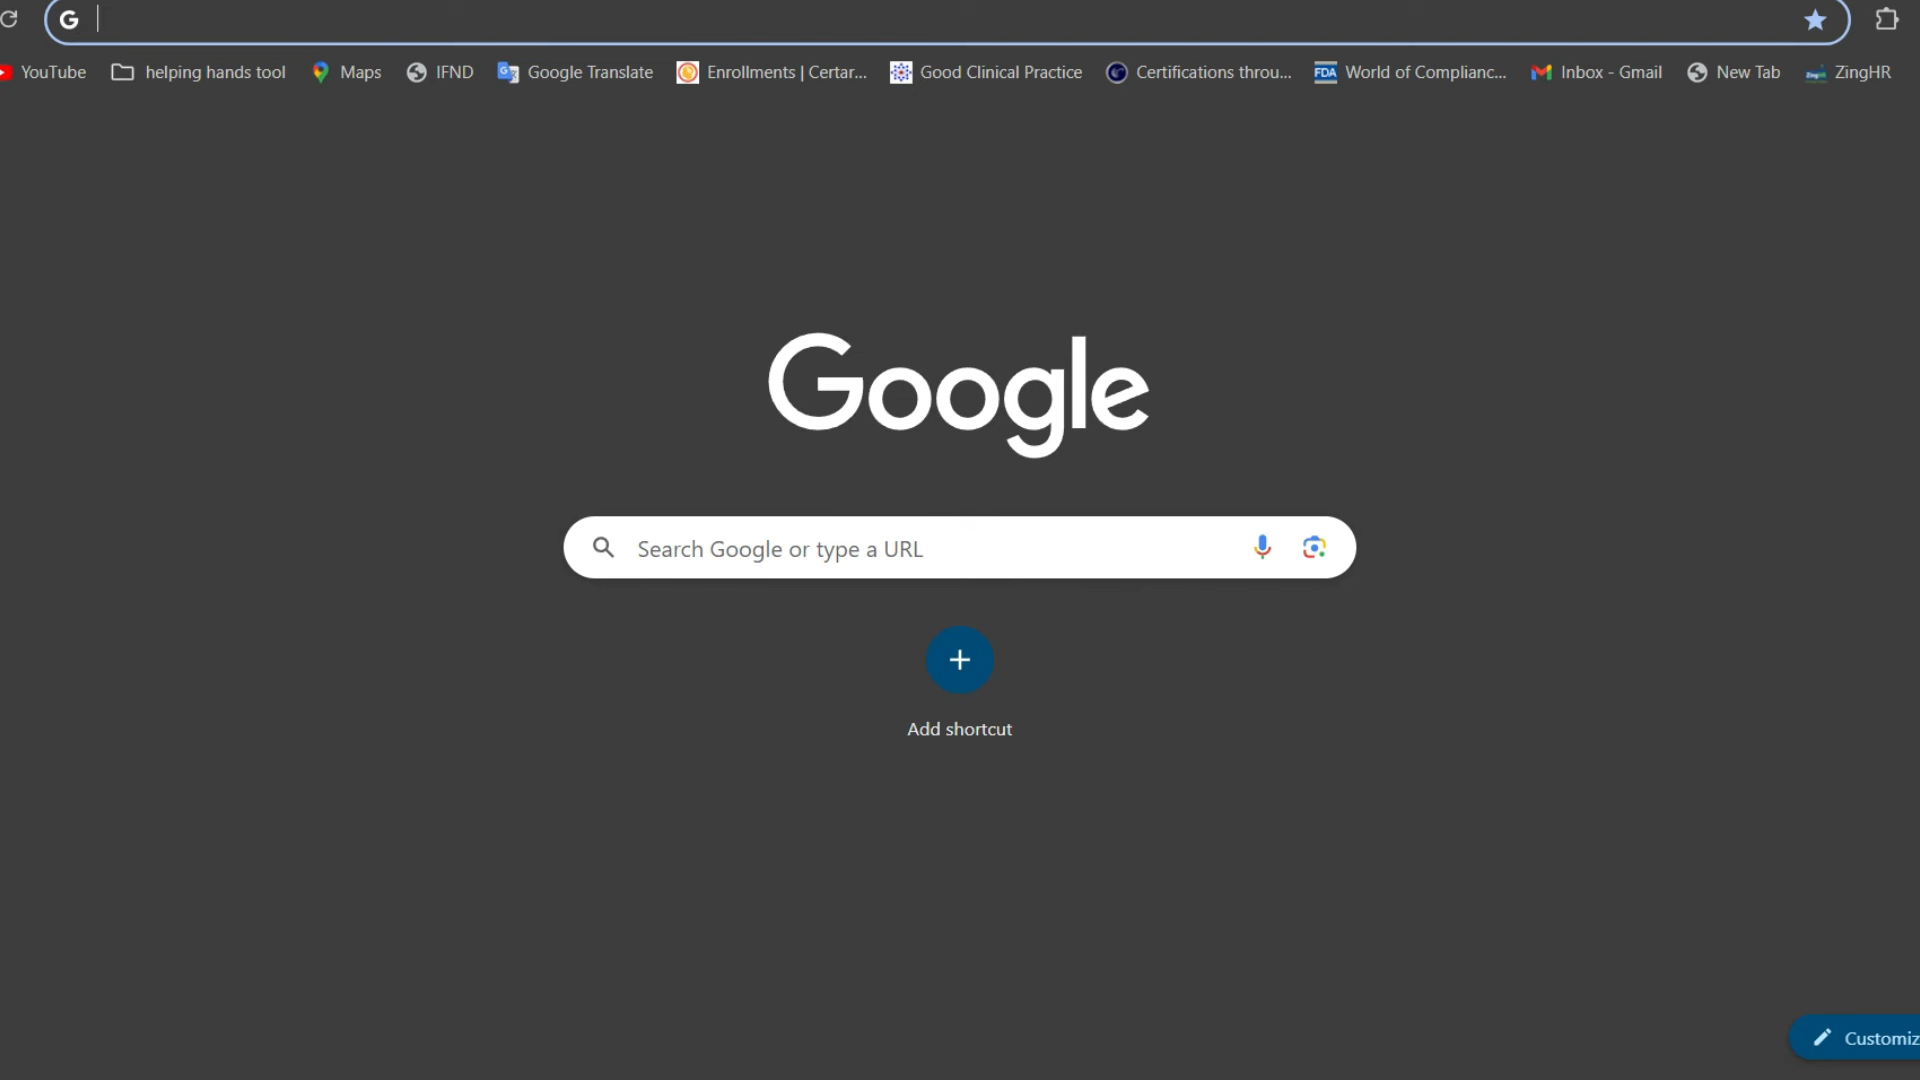 YouTube helping hands tool Maps IFND Google Translate Enrollments | Certar... Good Clinical Practice Certifications throu... World of Complianc... Inbox - Gmail New Tab ZingHR
Google
Search Google or type a URL
Add shortcut
Customiz